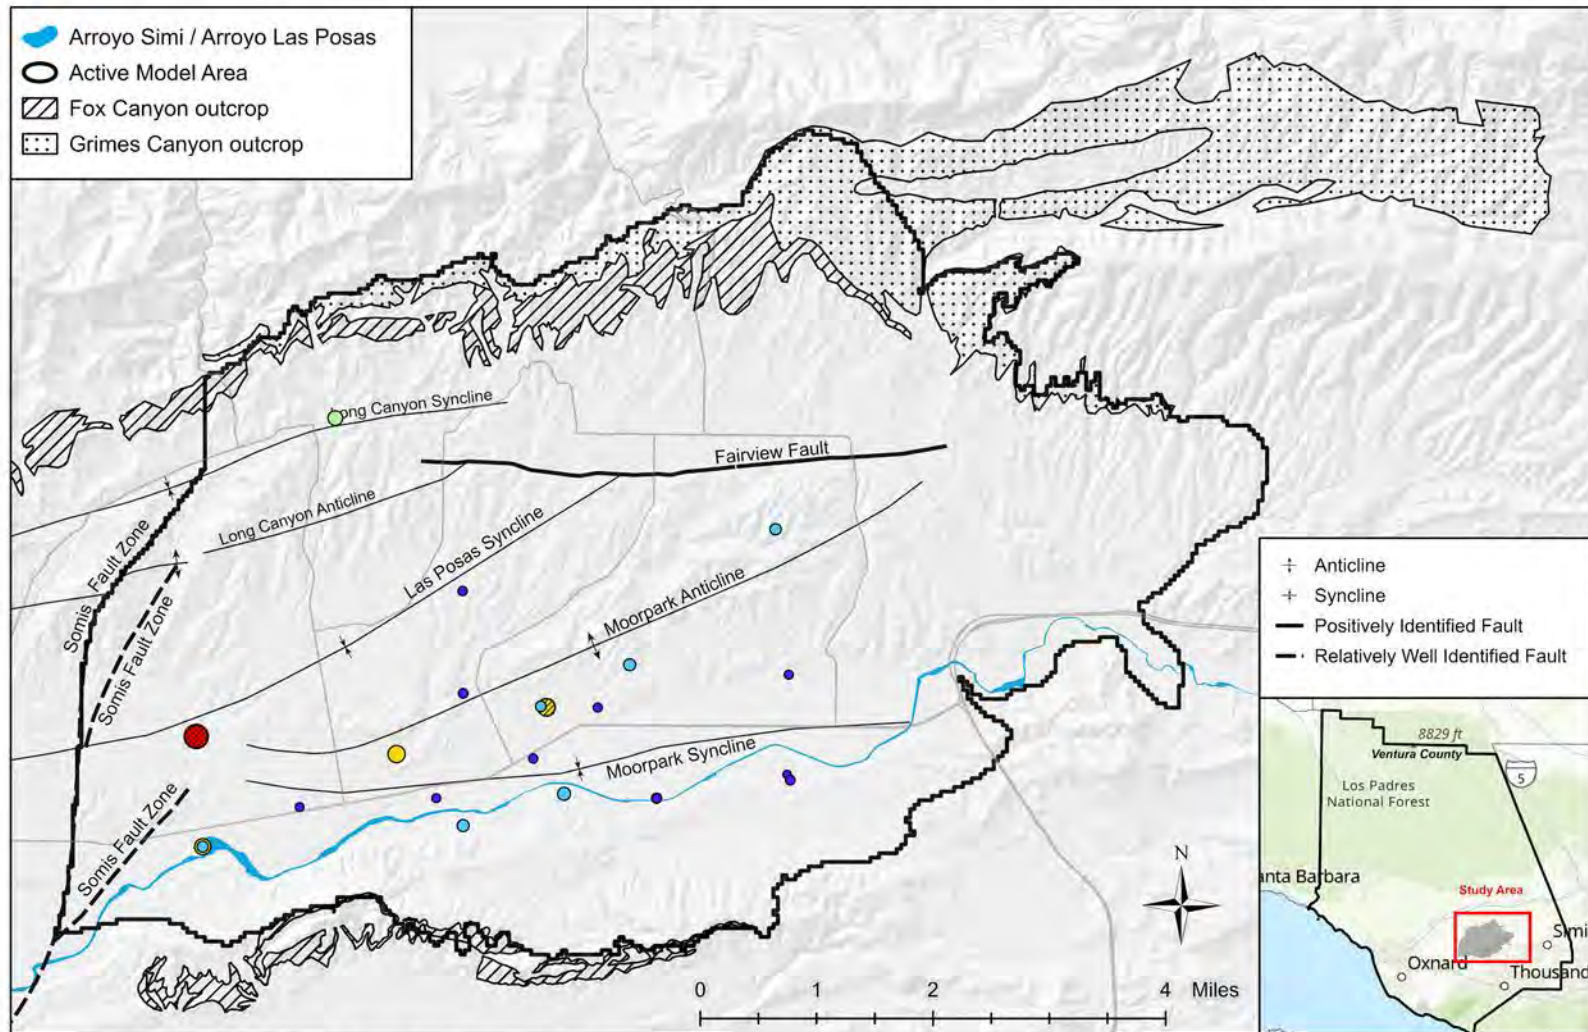 Arroyo Simi / Arroyo Las Posas
Active Model Area
Fox Canyon outcrop
Grimes Canyon outcrop
Long Canyon Syncline
Fairview Fault
Long Canyon Anticline
Las Posas Syncline
Somis Fault Zone
Somis Fault Zone
Moorpark Anticline
Moorpark Syncline
Somis Fault Zone
Anticline
Syncline
Positively Identified Fault
Relatively Well Identified Fault
8829 ft
Ventura County
5
Los Padres
National Forest
anta Barbara
Study Area
Simi
Oxnard
Thousand
N
0 1 2 4 Miles